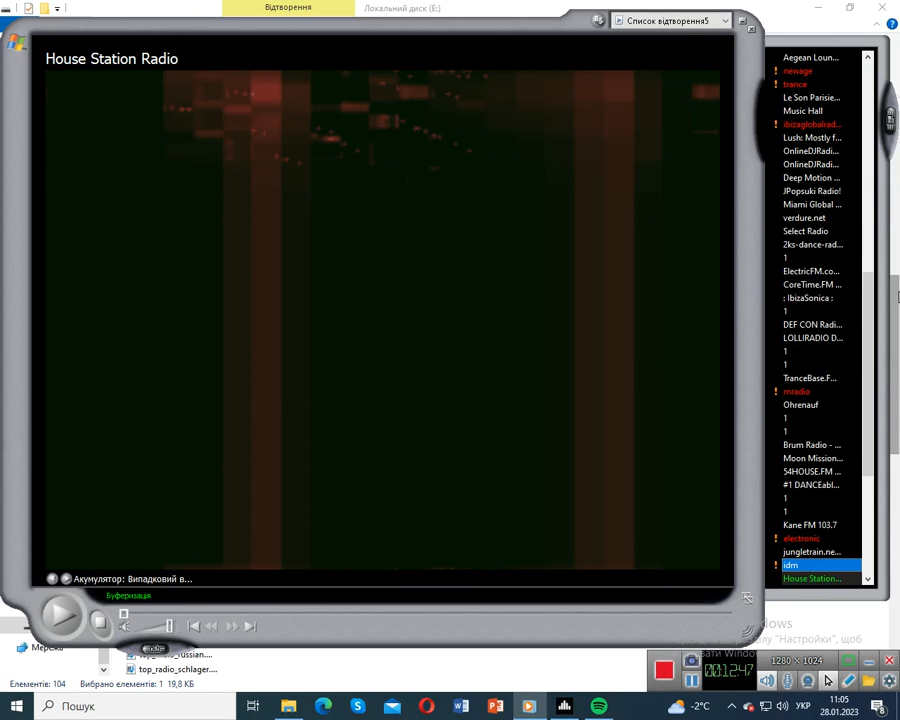 Відтворення
Локальний диск (E:)
Список відтворення5
House Station Radio
Aegean Loun...
! newage
! trance
Le Son Parisie...
Music Hall
! ibizaglobalrad...
Lush: Mostly f...
OnlineDJRadi...
OnlineDJRadi...
Deep Motion ...
JPopsuki Radio!
Miami Global ...
verdure.net
Select Radio
2ks-dance-rad...
1
ElectricFM.co...
CoreTime.FM ...
: IbizaSonica :
1
DEF CON Radi...
LOLLIRADIO D...
1
1
TranceBase.F...
! mradio
Ohrenauf
1
1
Brum Radio - ...
Moon Mission...
54HOUSE.FM ...
#1 DANCEabl...
1
1
Kane FM 103.7
! electronic
jungletrain.ne...
! idm
House Station...
Акумулятор: Випадковий в...
Буферизація
top_radio_schlager....
Елементів: 104
Вибрано елементів: 1 19,8 КБ
1280 × 1024
00:12:47
Пошук
-2°C
УКР
11:05
28.01.2023
8